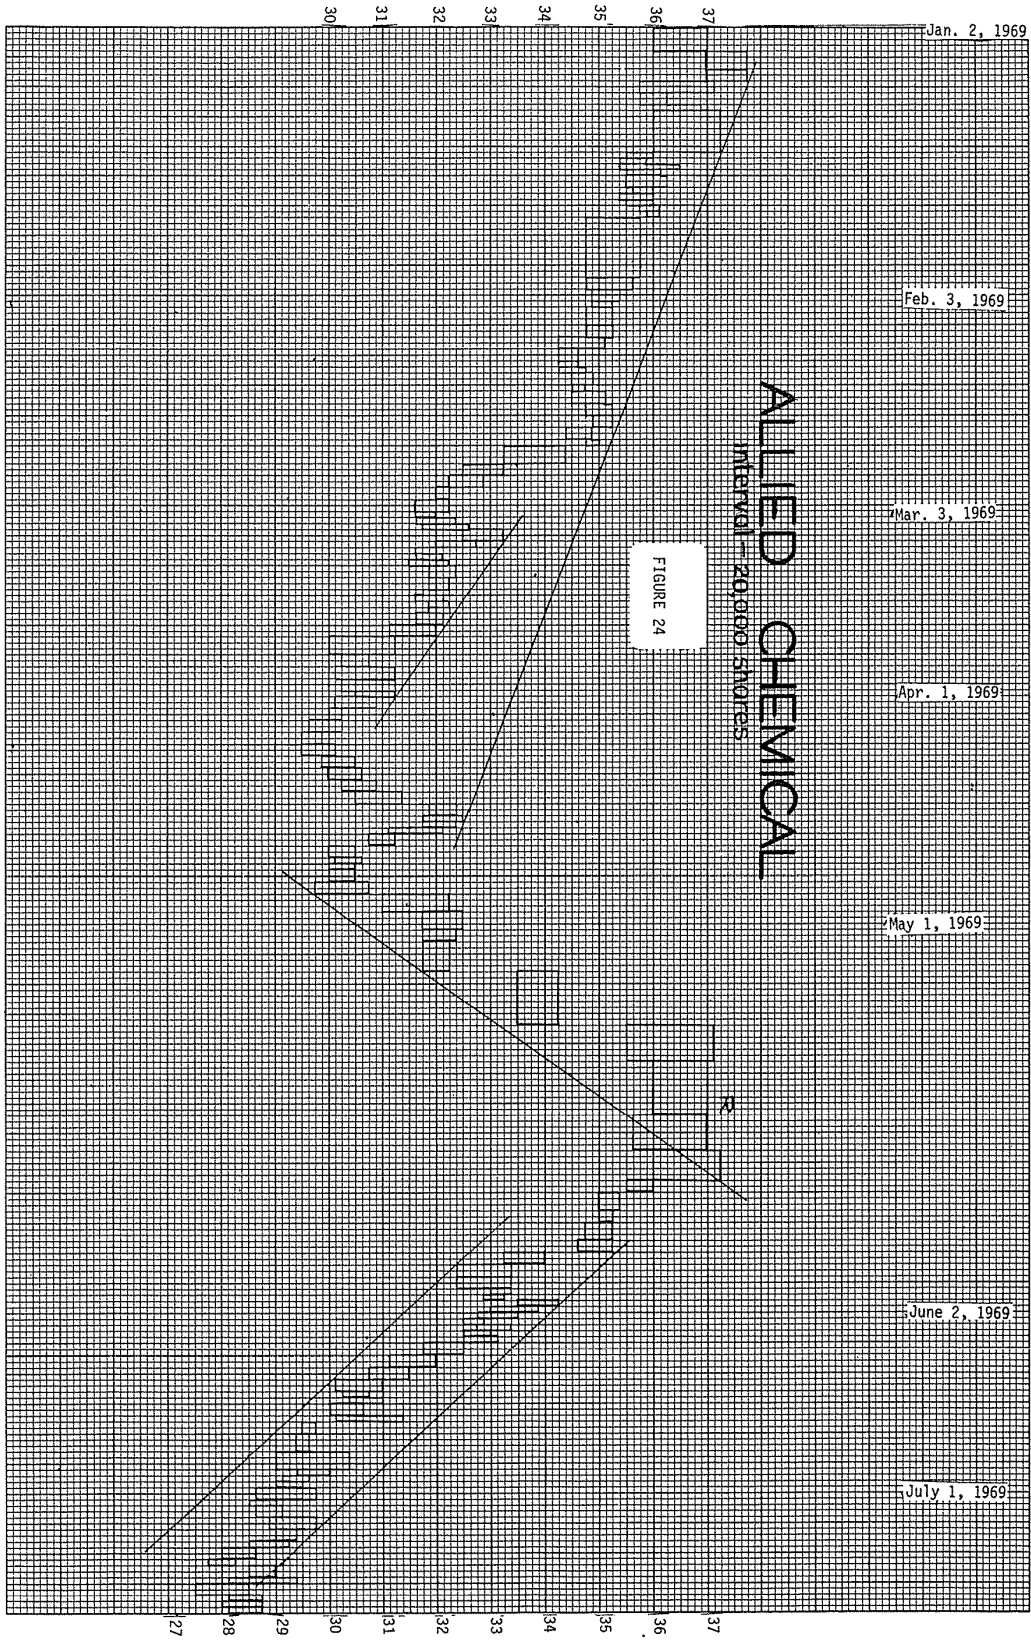 30 31 32 33 34 35 36 37
Jan. 2, 1969
Feb. 3, 1969
ALLIED CHEMICAL
interval - 20,000 shares
Mar. 3, 1969
FIGURE 24
Apr. 1, 1969
May 1, 1969
R
June 2, 1969
July 1, 1969
27 28 29 30 31 32 33 34 35 36 37